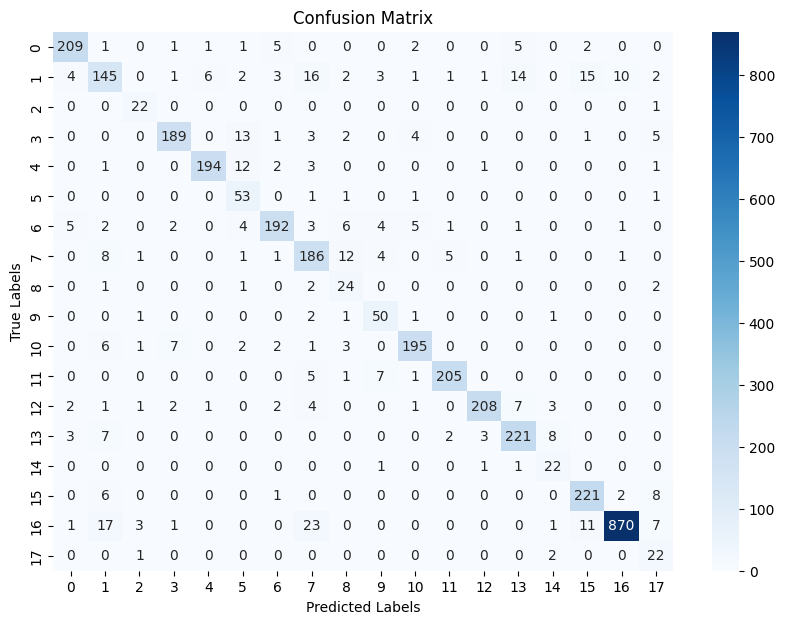 Confusion Matrix
0 209 1 0 1 1 1 5 0 0 0 2 0 0 5 0 2 0 0
1 4 145 0 1 6 2 3 16 2 3 1 1 1 14 0 15 10 2
2 0 0 22 0 0 0 0 0 0 0 0 0 0 0 0 0 0 1
3 0 0 0 189 0 13 1 3 2 0 4 0 0 0 0 1 0 5
4 0 1 0 0 194 12 2 3 0 0 0 0 1 0 0 0 0 1
5 0 0 0 0 0 53 0 1 1 0 1 0 0 0 0 0 0 1
6 5 2 0 2 0 4 192 3 6 4 5 1 0 1 0 0 1 0
7 0 8 1 0 0 1 1 186 12 4 0 5 0 1 0 0 1 0
8 0 1 0 0 0 1 0 2 24 0 0 0 0 0 0 0 0 2
9 0 0 1 0 0 0 0 2 1 50 1 0 0 0 1 0 0 0
10 0 6 1 7 0 2 2 1 3 0 195 0 0 0 0 0 0 0
11 0 0 0 0 0 0 0 5 1 7 1 205 0 0 0 0 0 0
12 2 1 1 2 1 0 2 4 0 0 1 0 208 7 3 0 0 0
13 3 7 0 0 0 0 0 0 0 0 0 2 3 221 8 0 0 0
14 0 0 0 0 0 0 0 0 0 1 0 0 1 1 22 0 0 0
15 0 6 0 0 0 0 1 0 0 0 0 0 0 0 0 221 2 8
16 1 17 3 1 0 0 0 23 0 0 0 0 0 0 1 11 870 7
17 0 0 1 0 0 0 0 0 0 0 0 0 0 0 2 0 0 22
0 1 2 3 4 5 6 7 8 9 10 11 12 13 14 15 16 17
Predicted Labels
True Labels
800
700
600
500
400
300
200
100
0